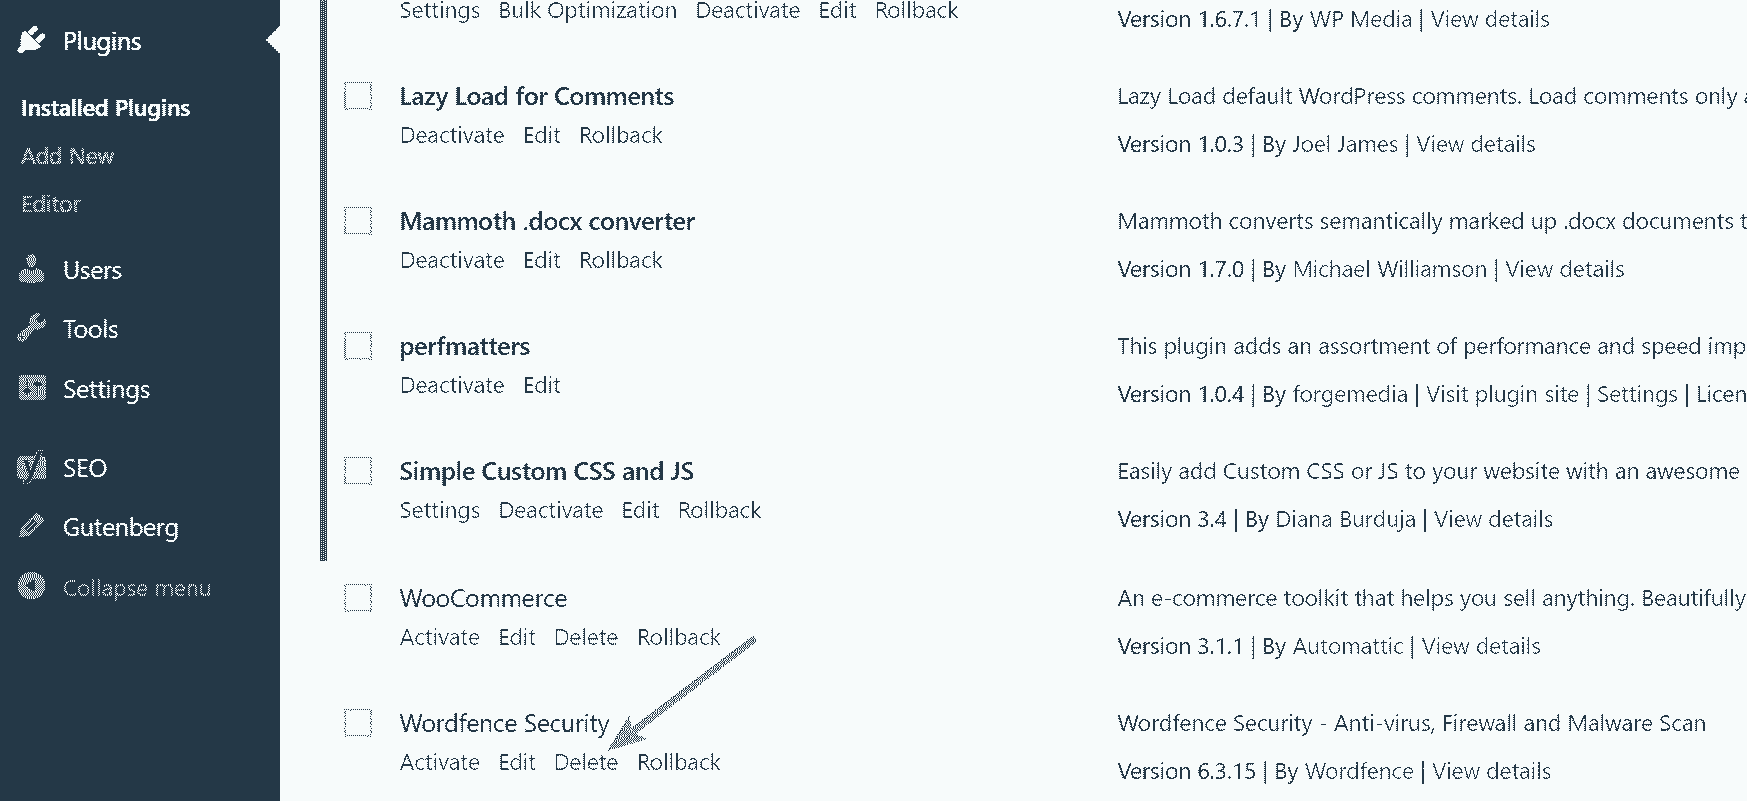 Plugins
Installed Plugins
Add New
Editor
Users
Tools
Settings
SEO
Gutenberg
Collapse menu
Settings Bulk Optimization Deactivate Edit Rollback
Version 1.6.7.1 | By WP Media | View details
Lazy Load for Comments
Deactivate Edit Rollback
Lazy Load default WordPress comments. Load comments only
Version 1.0.3 | By Joel James | View details
Mammoth .docx converter
Deactivate Edit Rollback
Mammoth converts semantically marked up .docx documents t
Version 1.7.0 | By Michael Williamson | View details
perfmatters
Deactivate Edit
This plugin adds an assortment of performance and speed imp
Version 1.0.4 | By forgemedia | Visit plugin site | Settings | Licen
Simple Custom CSS and JS
Settings Deactivate Edit Rollback
Easily add Custom CSS or JS to your website with an awesome
Version 3.4 | By Diana Burduja | View details
WooCommerce
Activate Edit Delete Rollback
An e-commerce toolkit that helps you sell anything. Beautifully
Version 3.1.1 | By Automattic | View details
Wordfence Security
Activate Edit Delete Rollback
Wordfence Security - Anti-virus, Firewall and Malware Scan
Version 6.3.15 | By Wordfence | View details